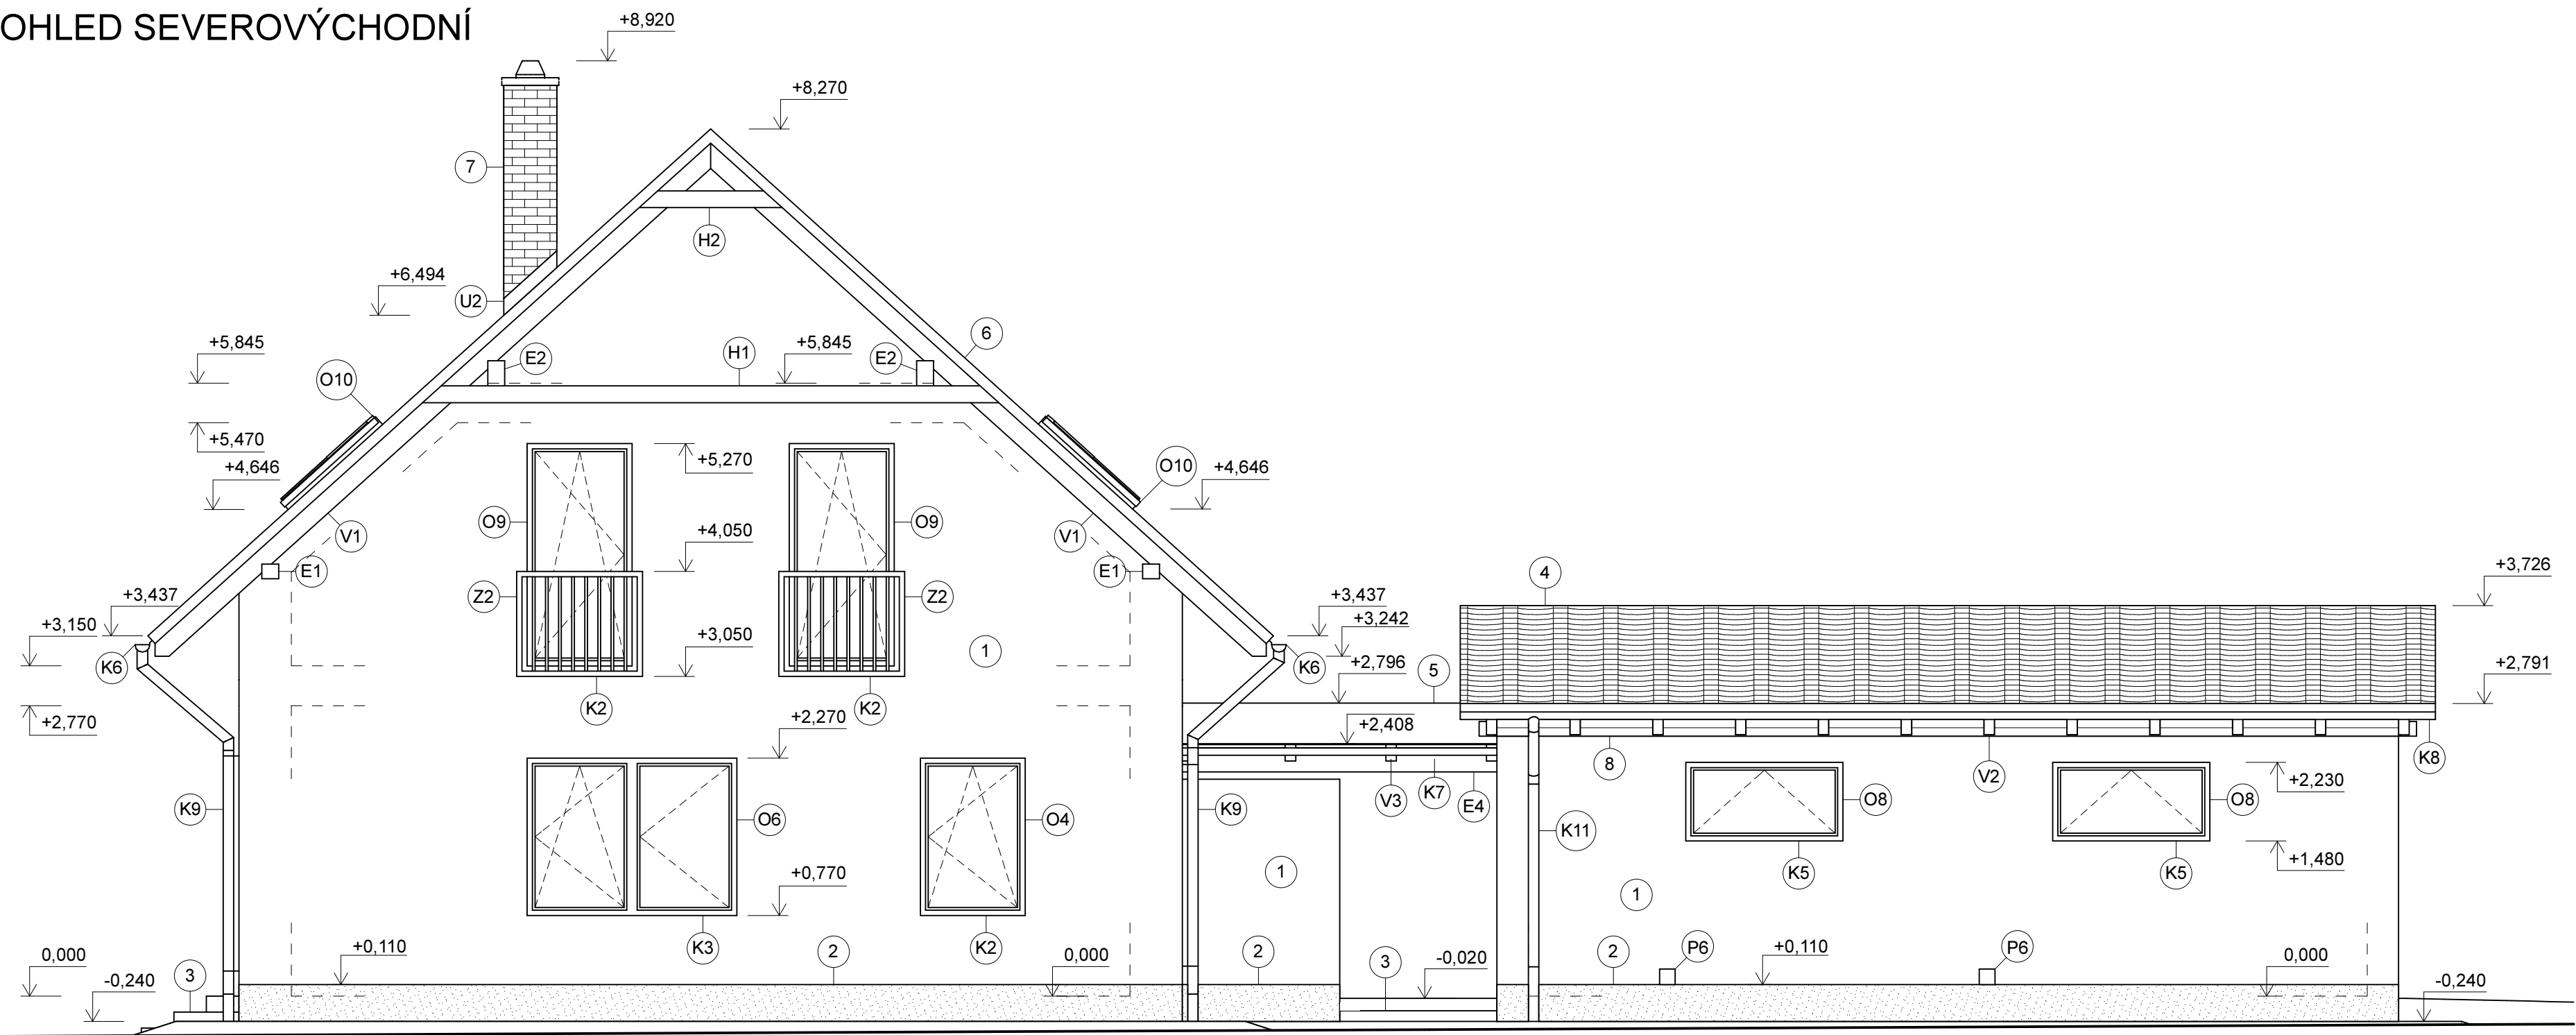 OHLED SEVEROVÝCHODNÍ
+8,920
+8,270
7
H2
+6,494
U2
6
+5,845
E2
H1
+5,845
E2
O10
+5,470
+4,646
+5,270
O10
+4,646
O9
O9
V1
+4,050
V1
E1
E1
4
+3,726
+3,437
Z2
Z2
+3,437
+3,150
+3,242
+3,050
1
K6
K6
+2,796
5
+2,791
K2
K2
+2,770
+2,270
+2,408
8
V2
K8
+2,230
K9
O6
O4
K9
V3
K7
E4
K11
O8
O8
+0,770
1
K5
K5
+1,480
1
K3
K2
0,000
+0,110
2
0,000
2
3
-0,020
2
P6
+0,110
P6
0,000
3
-0,240
-0,240